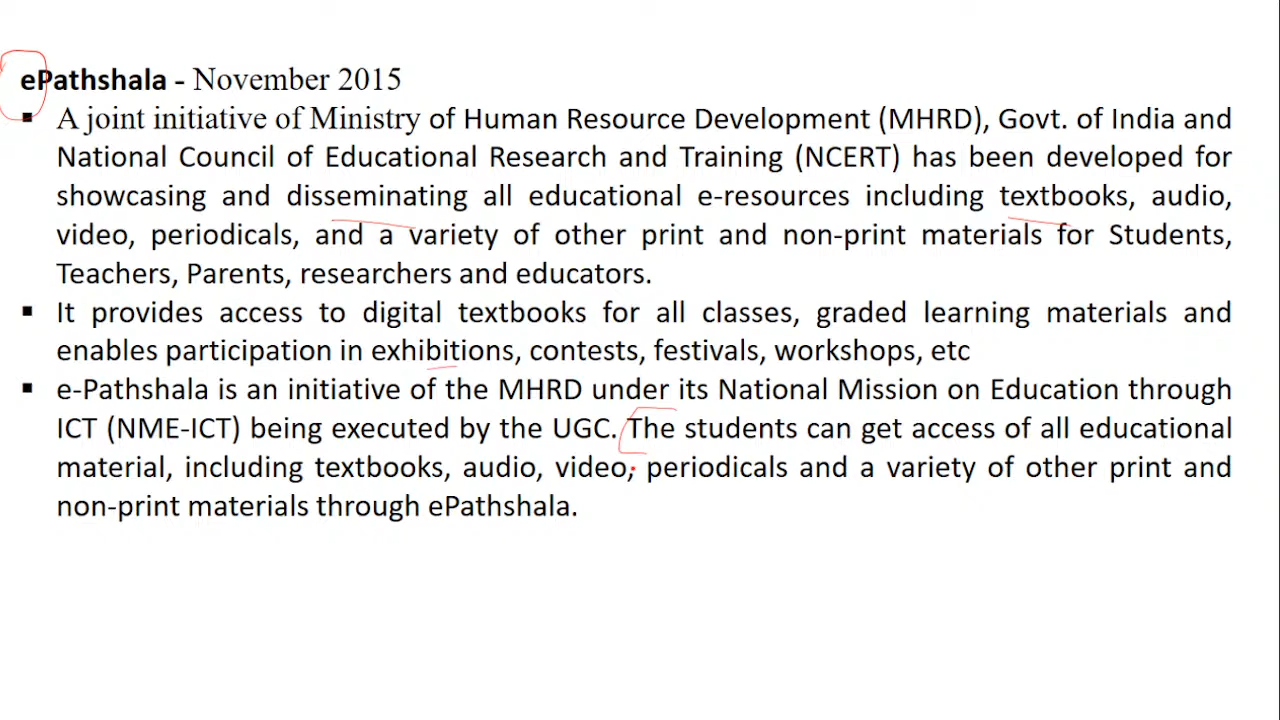 ePathshala - November 2015
▪ A joint initiative of Ministry of Human Resource Development (MHRD), Govt. of India and
National Council of Educational Research and Training (NCERT) has been developed for
showcasing and disseminating all educational e-resources including textbooks, audio,
video, periodicals, and a variety of other print and non-print materials for Students,
Teachers, Parents, researchers and educators.
▪ It provides access to digital textbooks for all classes, graded learning materials and
enables participation in exhibitions, contests, festivals, workshops, etc
▪ e-Pathshala is an initiative of the MHRD under its National Mission on Education through
ICT (NME-ICT) being executed by the UGC. The students can get access of all educational
material, including textbooks, audio, video, periodicals and a variety of other print and
non-print materials through ePathshala.